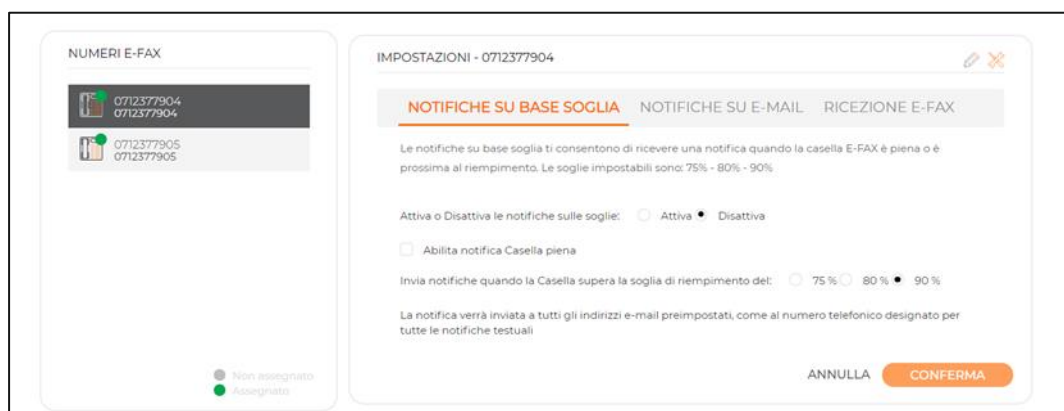 NUMERI E-FAX
0712377904
0712377904
0712377905
0712377905
Non assegnato
Assegnato
IMPOSTAZIONI - 0712377904
NOTIFICHE SU BASE SOGLIA NOTIFICHE SU E-MAIL RICEZIONE E-FAX
Le notifiche su base soglia ti consentono di ricevere una notifica quando la casella E-FAX è piena o è
prossima al riempimento. Le soglie impostabili sono: 75% - 80% - 90%
Attiva o Disattiva le notifiche sulle soglie: Attiva Disattiva
Abilita notifica Casella piena
Invia notifiche quando la Casella supera la soglia di riempimento del: 75 % 80 % 90 %
La notifica verrà inviata a tutti gli indirizzi e-mail preimpostati, come al numero telefonico designato per
tutte le notifiche testuali
ANNULLA CONFERMA